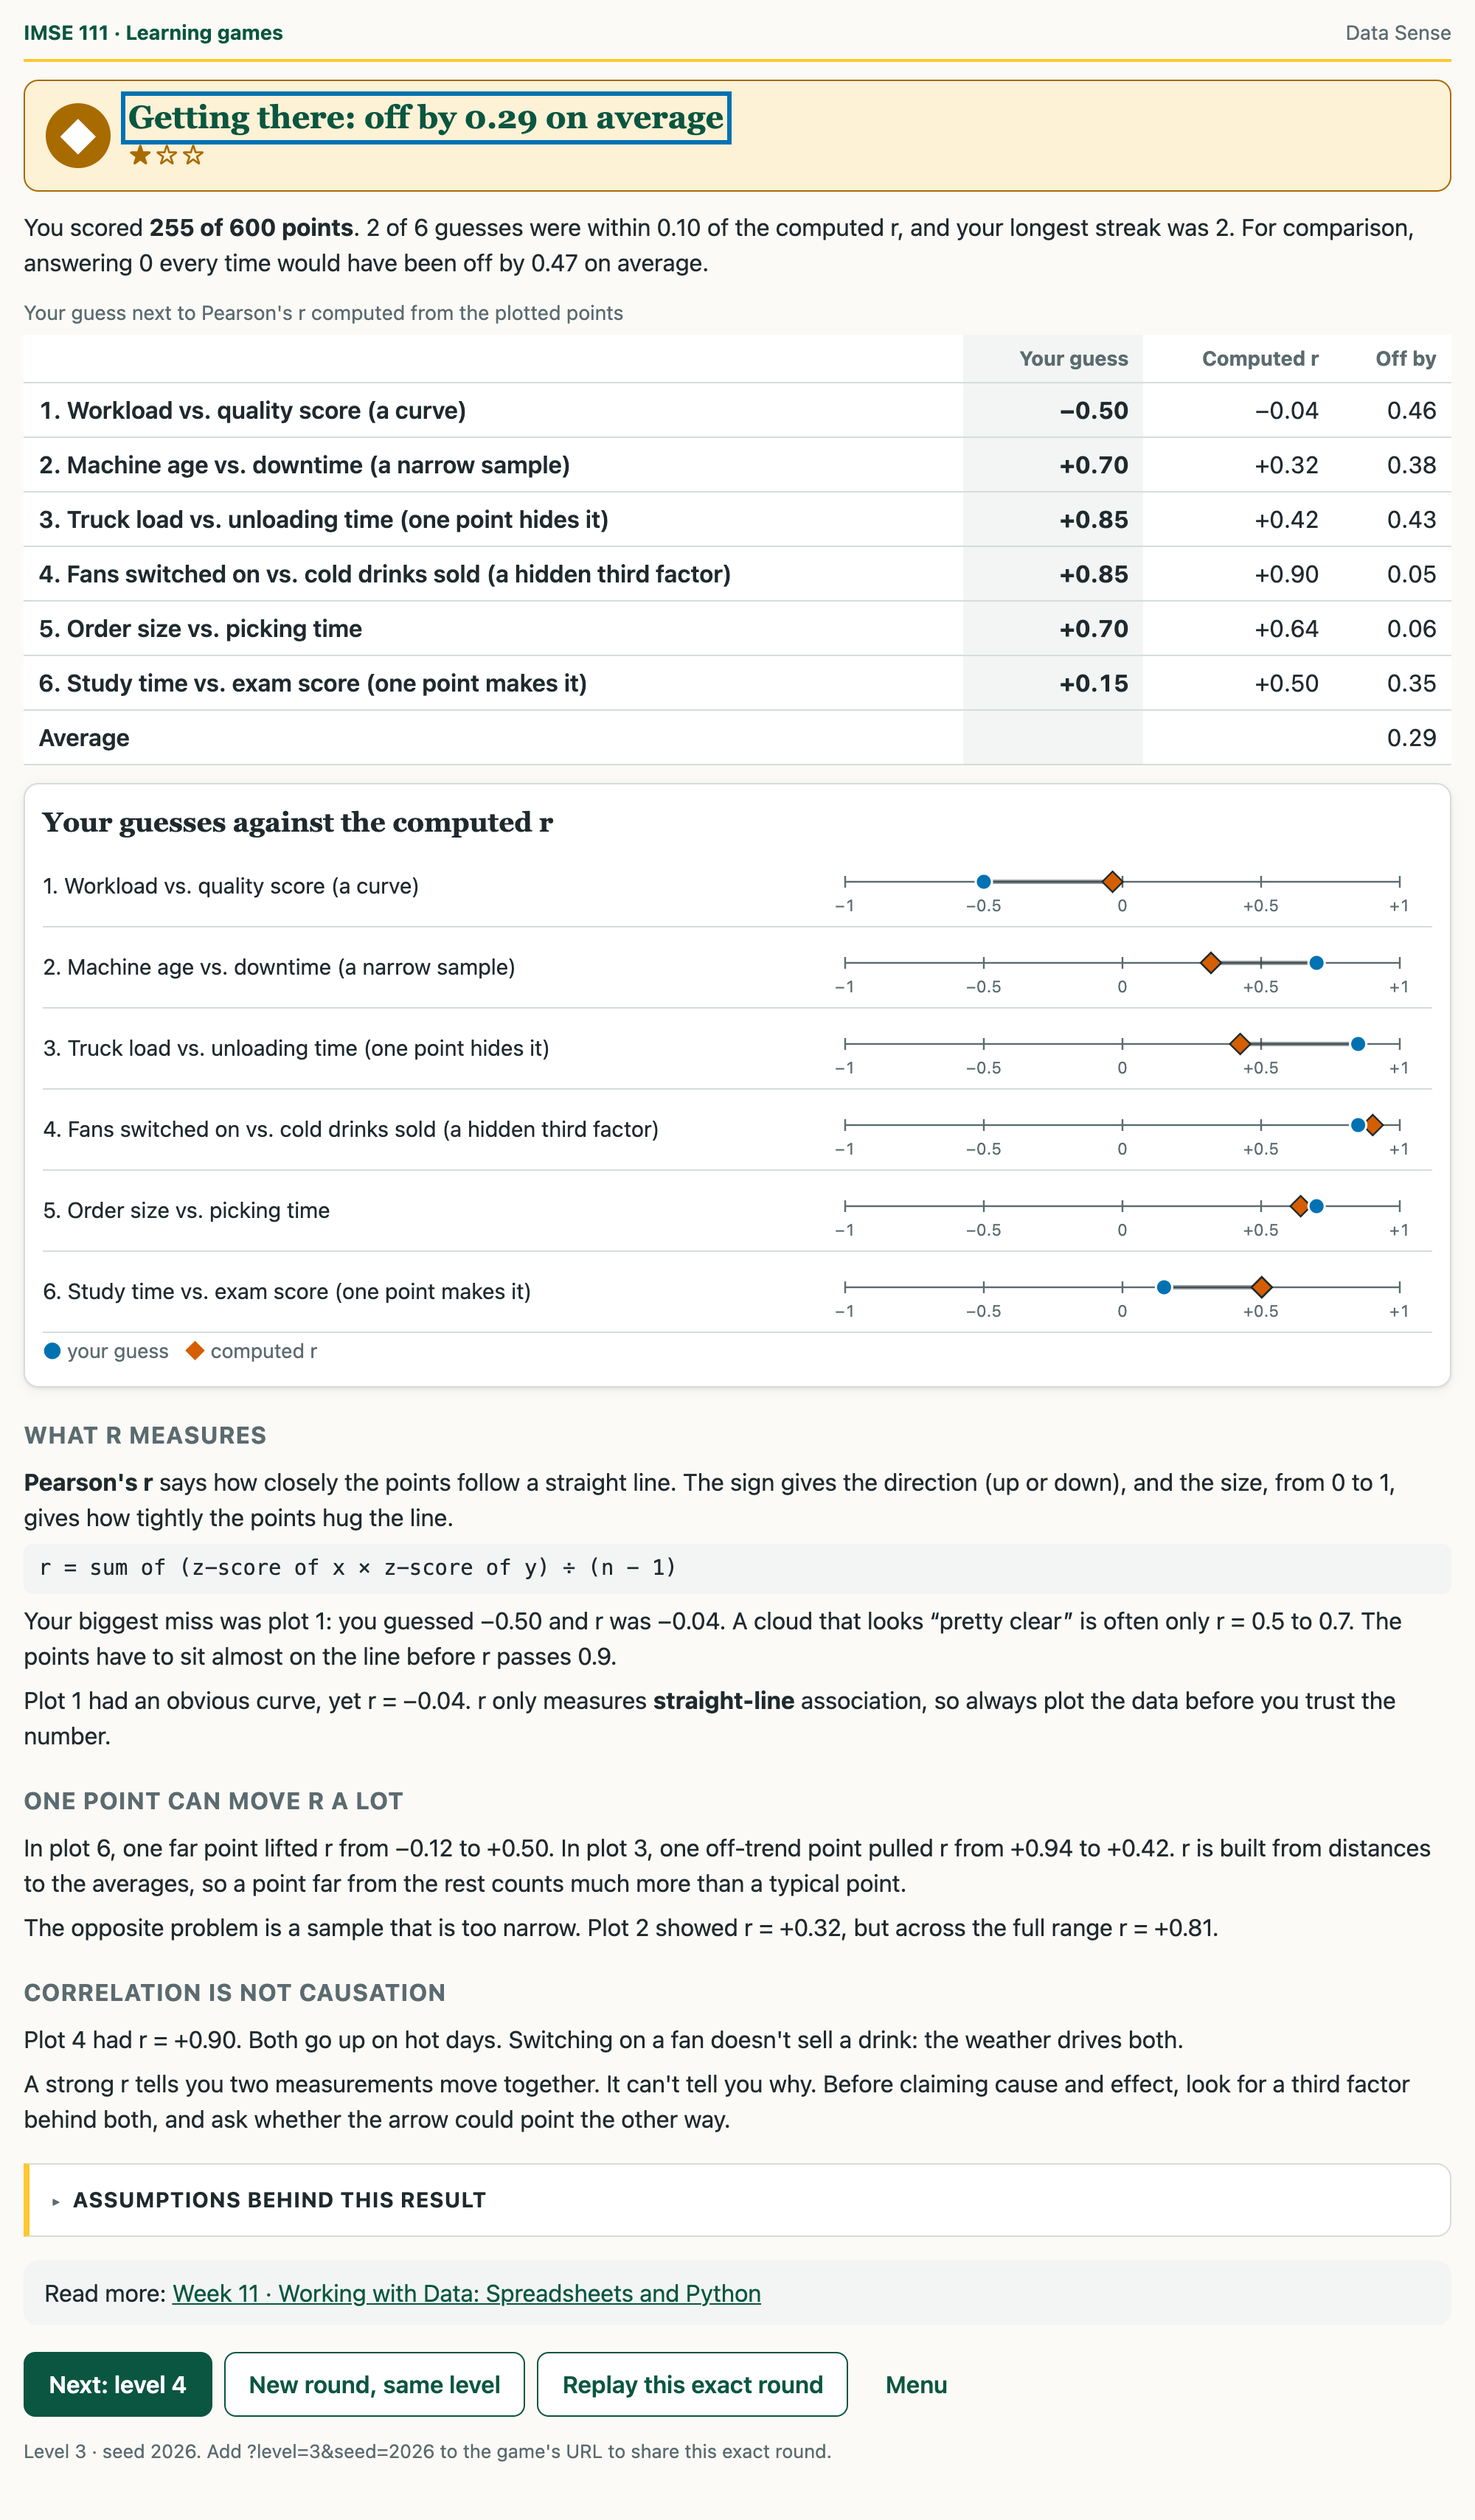 IMSE 111 · Learning games
Data Sense
Getting there: off by 0.29 on average
★☆☆
You scored 255 of 600 points. 2 of 6 guesses were within 0.10 of the computed r, and your longest streak was 2. For comparison,
answering 0 every time would have been off by 0.47 on average.
Your guess next to Pearson's r computed from the plotted points
Your guess Computed r Off by
1. Workload vs. quality score (a curve) −0.50 −0.04 0.46
2. Machine age vs. downtime (a narrow sample) +0.70 +0.32 0.38
3. Truck load vs. unloading time (one point hides it) +0.85 +0.42 0.43
4. Fans switched on vs. cold drinks sold (a hidden third factor) +0.85 +0.90 0.05
5. Order size vs. picking time +0.70 +0.64 0.06
6. Study time vs. exam score (one point makes it) +0.15 +0.50 0.35
Average 0.29
Your guesses against the computed r
1. Workload vs. quality score (a curve)
−1 −0.5 0 +0.5 +1
2. Machine age vs. downtime (a narrow sample)
−1 −0.5 0 +0.5 +1
3. Truck load vs. unloading time (one point hides it)
−1 −0.5 0 +0.5 +1
4. Fans switched on vs. cold drinks sold (a hidden third factor)
−1 −0.5 0 +0.5 +1
5. Order size vs. picking time
−1 −0.5 0 +0.5 +1
6. Study time vs. exam score (one point makes it)
−1 −0.5 0 +0.5 +1
your guess computed r
WHAT R MEASURES
Pearson's r says how closely the points follow a straight line. The sign gives the direction (up or down), and the size, from 0 to 1,
gives how tightly the points hug the line.
r = sum of (z-score of x × z-score of y) ÷ (n − 1)
Your biggest miss was plot 1: you guessed −0.50 and r was −0.04. A cloud that looks “pretty clear” is often only r = 0.5 to 0.7. The
points have to sit almost on the line before r passes 0.9.
Plot 1 had an obvious curve, yet r = −0.04. r only measures straight-line association, so always plot the data before you trust the
number.
ONE POINT CAN MOVE R A LOT
In plot 6, one far point lifted r from −0.12 to +0.50. In plot 3, one off-trend point pulled r from +0.94 to +0.42. r is built from distances
to the averages, so a point far from the rest counts much more than a typical point.
The opposite problem is a sample that is too narrow. Plot 2 showed r = +0.32, but across the full range r = +0.81.
CORRELATION IS NOT CAUSATION
Plot 4 had r = +0.90. Both go up on hot days. Switching on a fan doesn't sell a drink: the weather drives both.
A strong r tells you two measurements move together. It can't tell you why. Before claiming cause and effect, look for a third factor
behind both, and ask whether the arrow could point the other way.
▸ ASSUMPTIONS BEHIND THIS RESULT
Read more: Week 11 · Working with Data: Spreadsheets and Python
Next: level 4
New round, same level
Replay this exact round
Menu
Level 3 · seed 2026. Add ?level=3&seed=2026 to the game's URL to share this exact round.